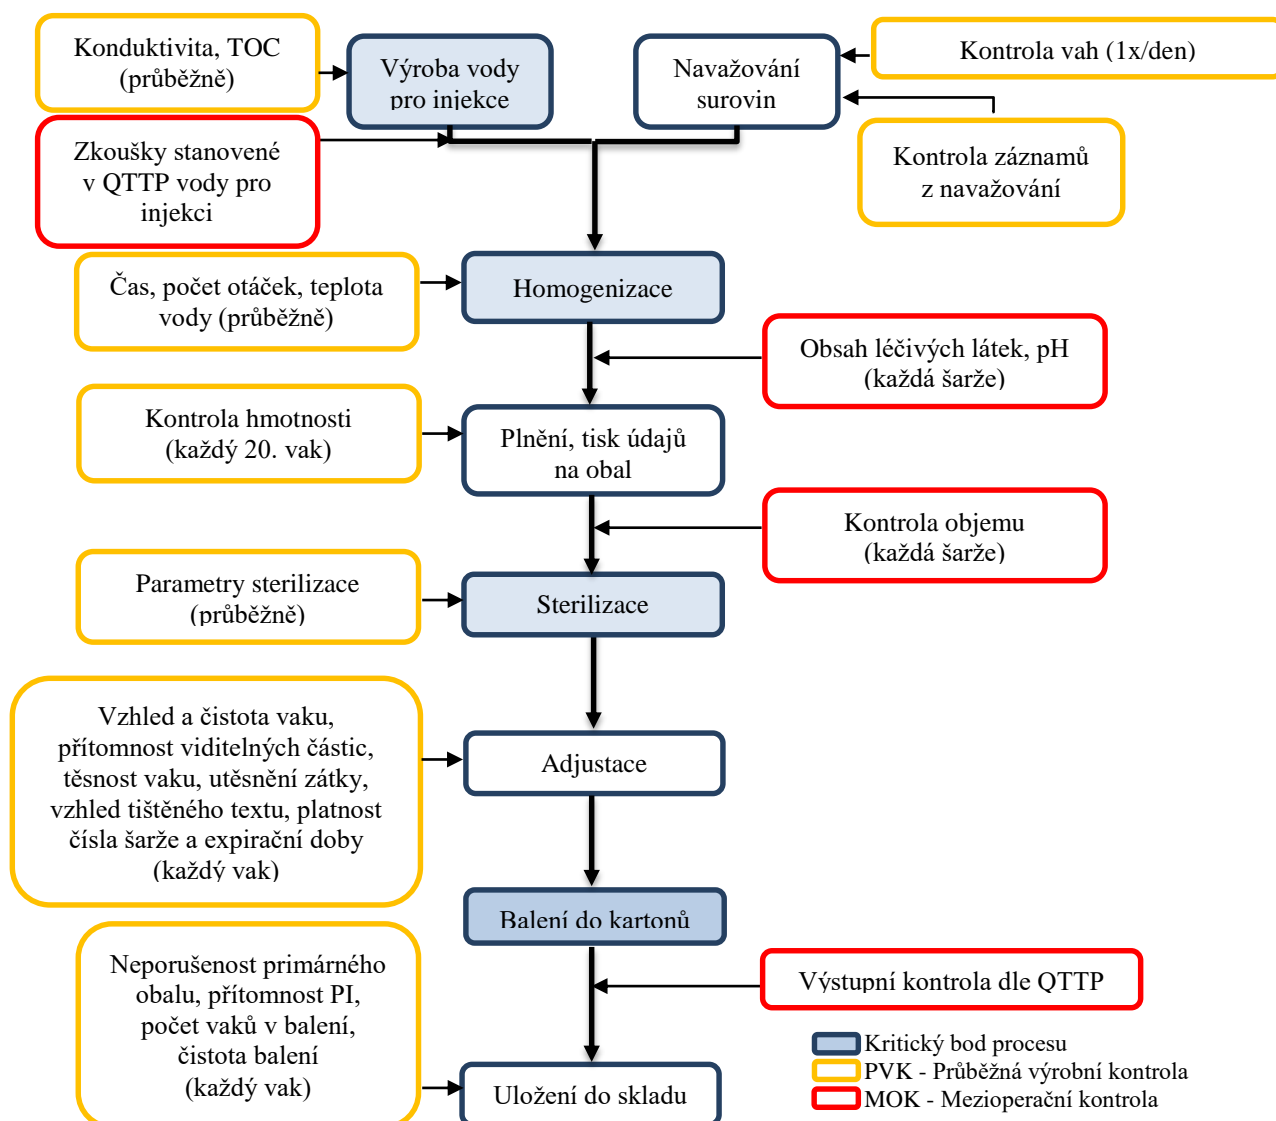 Konduktivita, TOC
(průběžně)
Výroba vody
pro injekce
Navažování
surovin
Kontrola vah (1x/den)
Zkoušky stanovené
v QTTP vody pro
injekci
Kontrola záznamů
z navažování
Čas, počet otáček, teplota
vody (průběžně)
Homogenizace
Obsah léčivých látek, pH
(každá šarže)
Kontrola hmotnosti
(každý 20. vak)
Plnění, tisk údajů
na obal
Kontrola objemu
(každá šarže)
Parametry sterilizace
(průběžně)
Sterilizace
Vzhled a čistota vaku,
přítomnost viditelných částic,
těsnost vaku, utěsnění zátky,
vzhled tištěného textu, platnost
čísla šarže a expirační doby
(každý vak)
Adjustace
Balení do kartonů
Neporušenost primárného
obalu, přítomnost PI,
počet vaků v balení,
čistota balení
(každý vak)
Výstupní kontrola dle QTTP
Uložení do skladu
Kritický bod procesu
PVK - Průběžná výrobní kontrola
MOK - Mezioperační kontrola